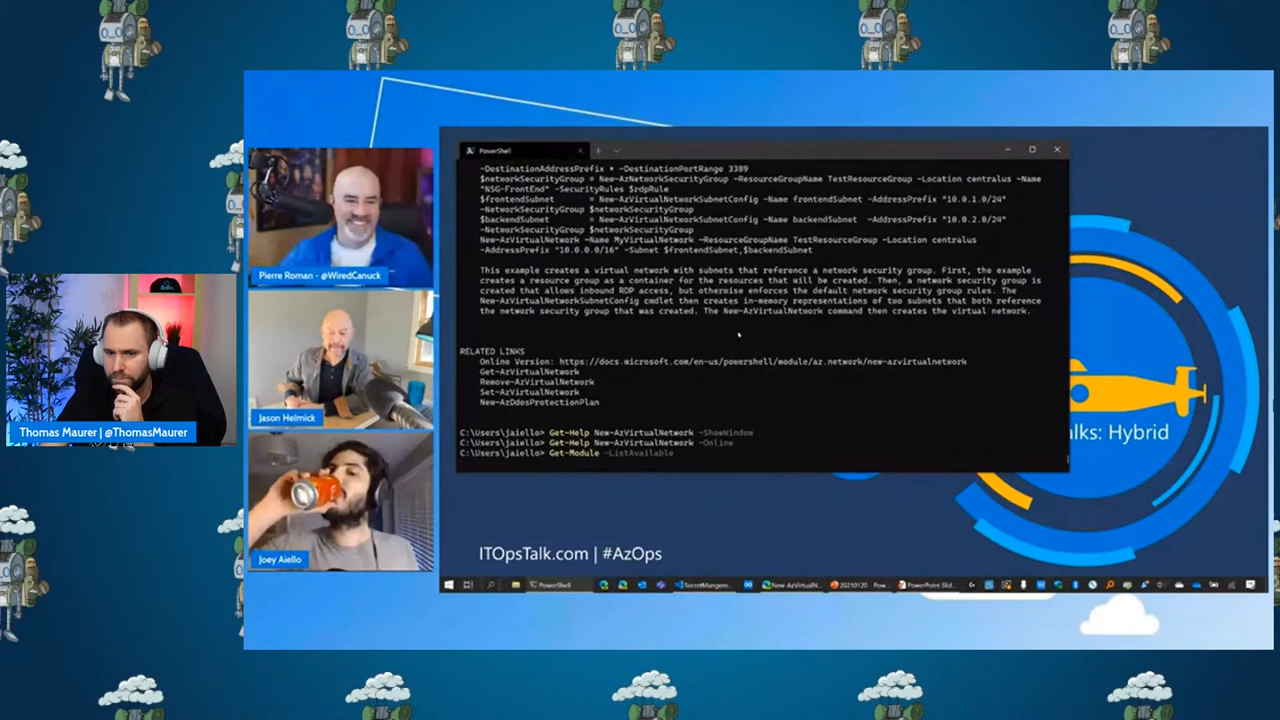 PowerShell
-DestinationAddressPrefix * -DestinationPortRange 3389
$networkSecurityGroup = New-AzNetworkSecurityGroup -ResourceGroupName TestResourceGroup -Location centralus -Name
"NSG-FrontEnd" -SecurityRules $rdpRule
$frontendSubnet = New-AzVirtualNetworkSubnetConfig -Name frontendSubnet -AddressPrefix "10.0.1.0/24"
-NetworkSecurityGroup $networkSecurityGroup
$backendSubnet = New-AzVirtualNetworkSubnetConfig -Name backendSubnet -AddressPrefix "10.0.2.0/24"
-NetworkSecurityGroup $networkSecurityGroup
New-AzVirtualNetwork -Name MyVirtualNetwork -ResourceGroupName TestResourceGroup -Location centralus
-AddressPrefix "10.0.0.0/16" -Subnet $frontendSubnet,$backendSubnet
This example creates a virtual network with subnets that reference a network security group. First, the example
creates a resource group as a container for the resources that will be created. Then, a network security group is
created that allows inbound RDP access, but otherwise enforces the default network security group rules. The
New-AzVirtualNetworkSubnetConfig cmdlet then creates in-memory representations of two subnets that both reference
the network security group that was created. The New-AzVirtualNetwork command then creates the virtual network.
RELATED LINKS
Online Version: https://docs.microsoft.com/en-us/powershell/module/az.network/new-azvirtualnetwork
Get-AzVirtualNetwork
Remove-AzVirtualNetwork
Set-AzVirtualNetwork
New-AzDdosProtectionPlan
C:\Users\jaiello> Get-Help New-AzVirtualNetwork -ShowWindow
C:\Users\jaiello> Get-Help New-AzVirtualNetwork -Online
C:\Users\jaiello> Get-Module -ListAvailable
Pierre Roman - @WiredCanuck
Jason Helmick
Thomas Maurer | @ThomasMaurer
Joey Aiello
alks: Hybrid
ITOpsTalk.com | #AzOps
PowerShell
SecretMangem...
New-AzVirtualN...
20210120 - Pow...
PowerPoint Slid...